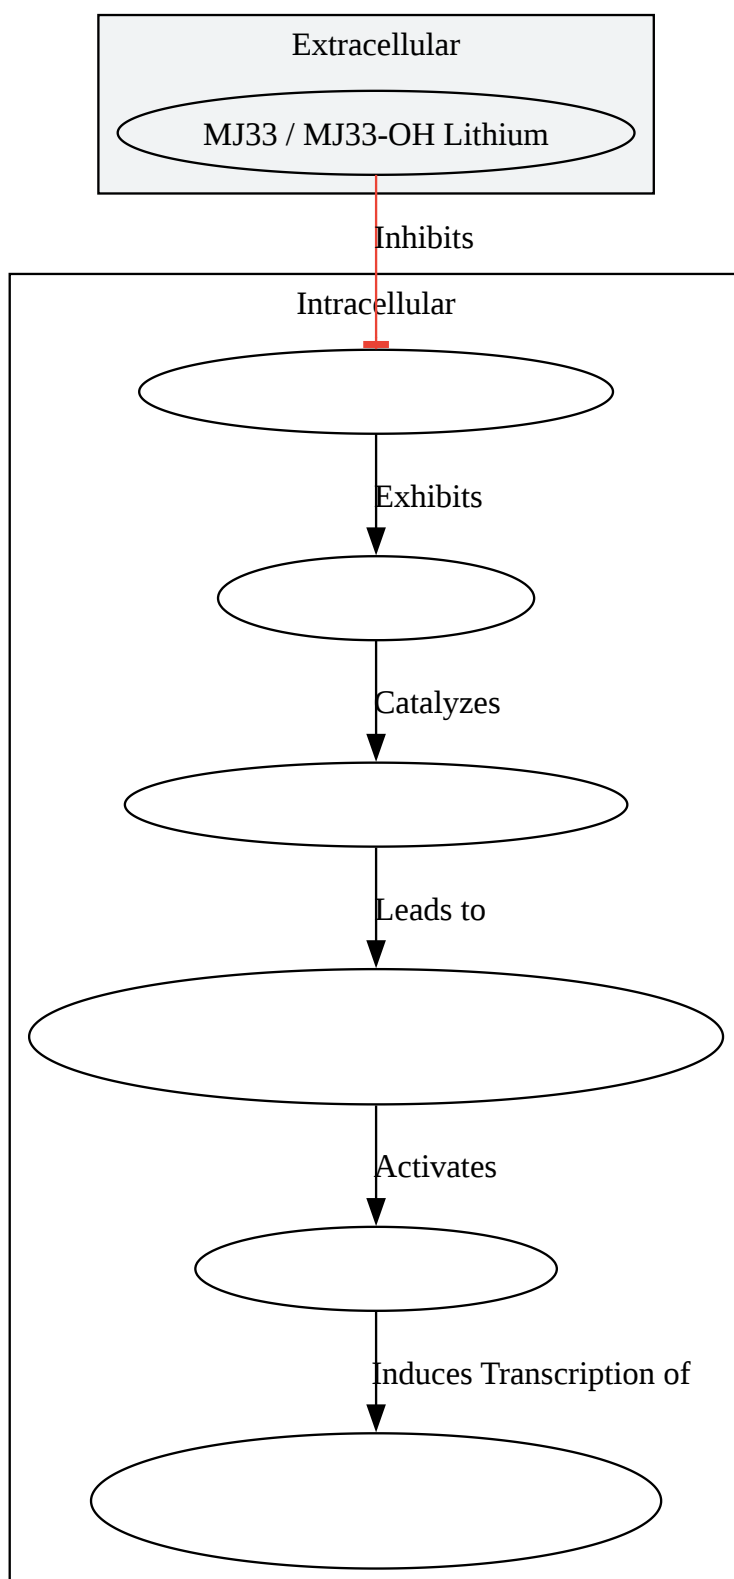 Extracellular
MJ33 / MJ33-OH Lithium
Inhibits
Intracellular
Exhibits
Catalyzes
Leads to
Activates
Induces Transcription of